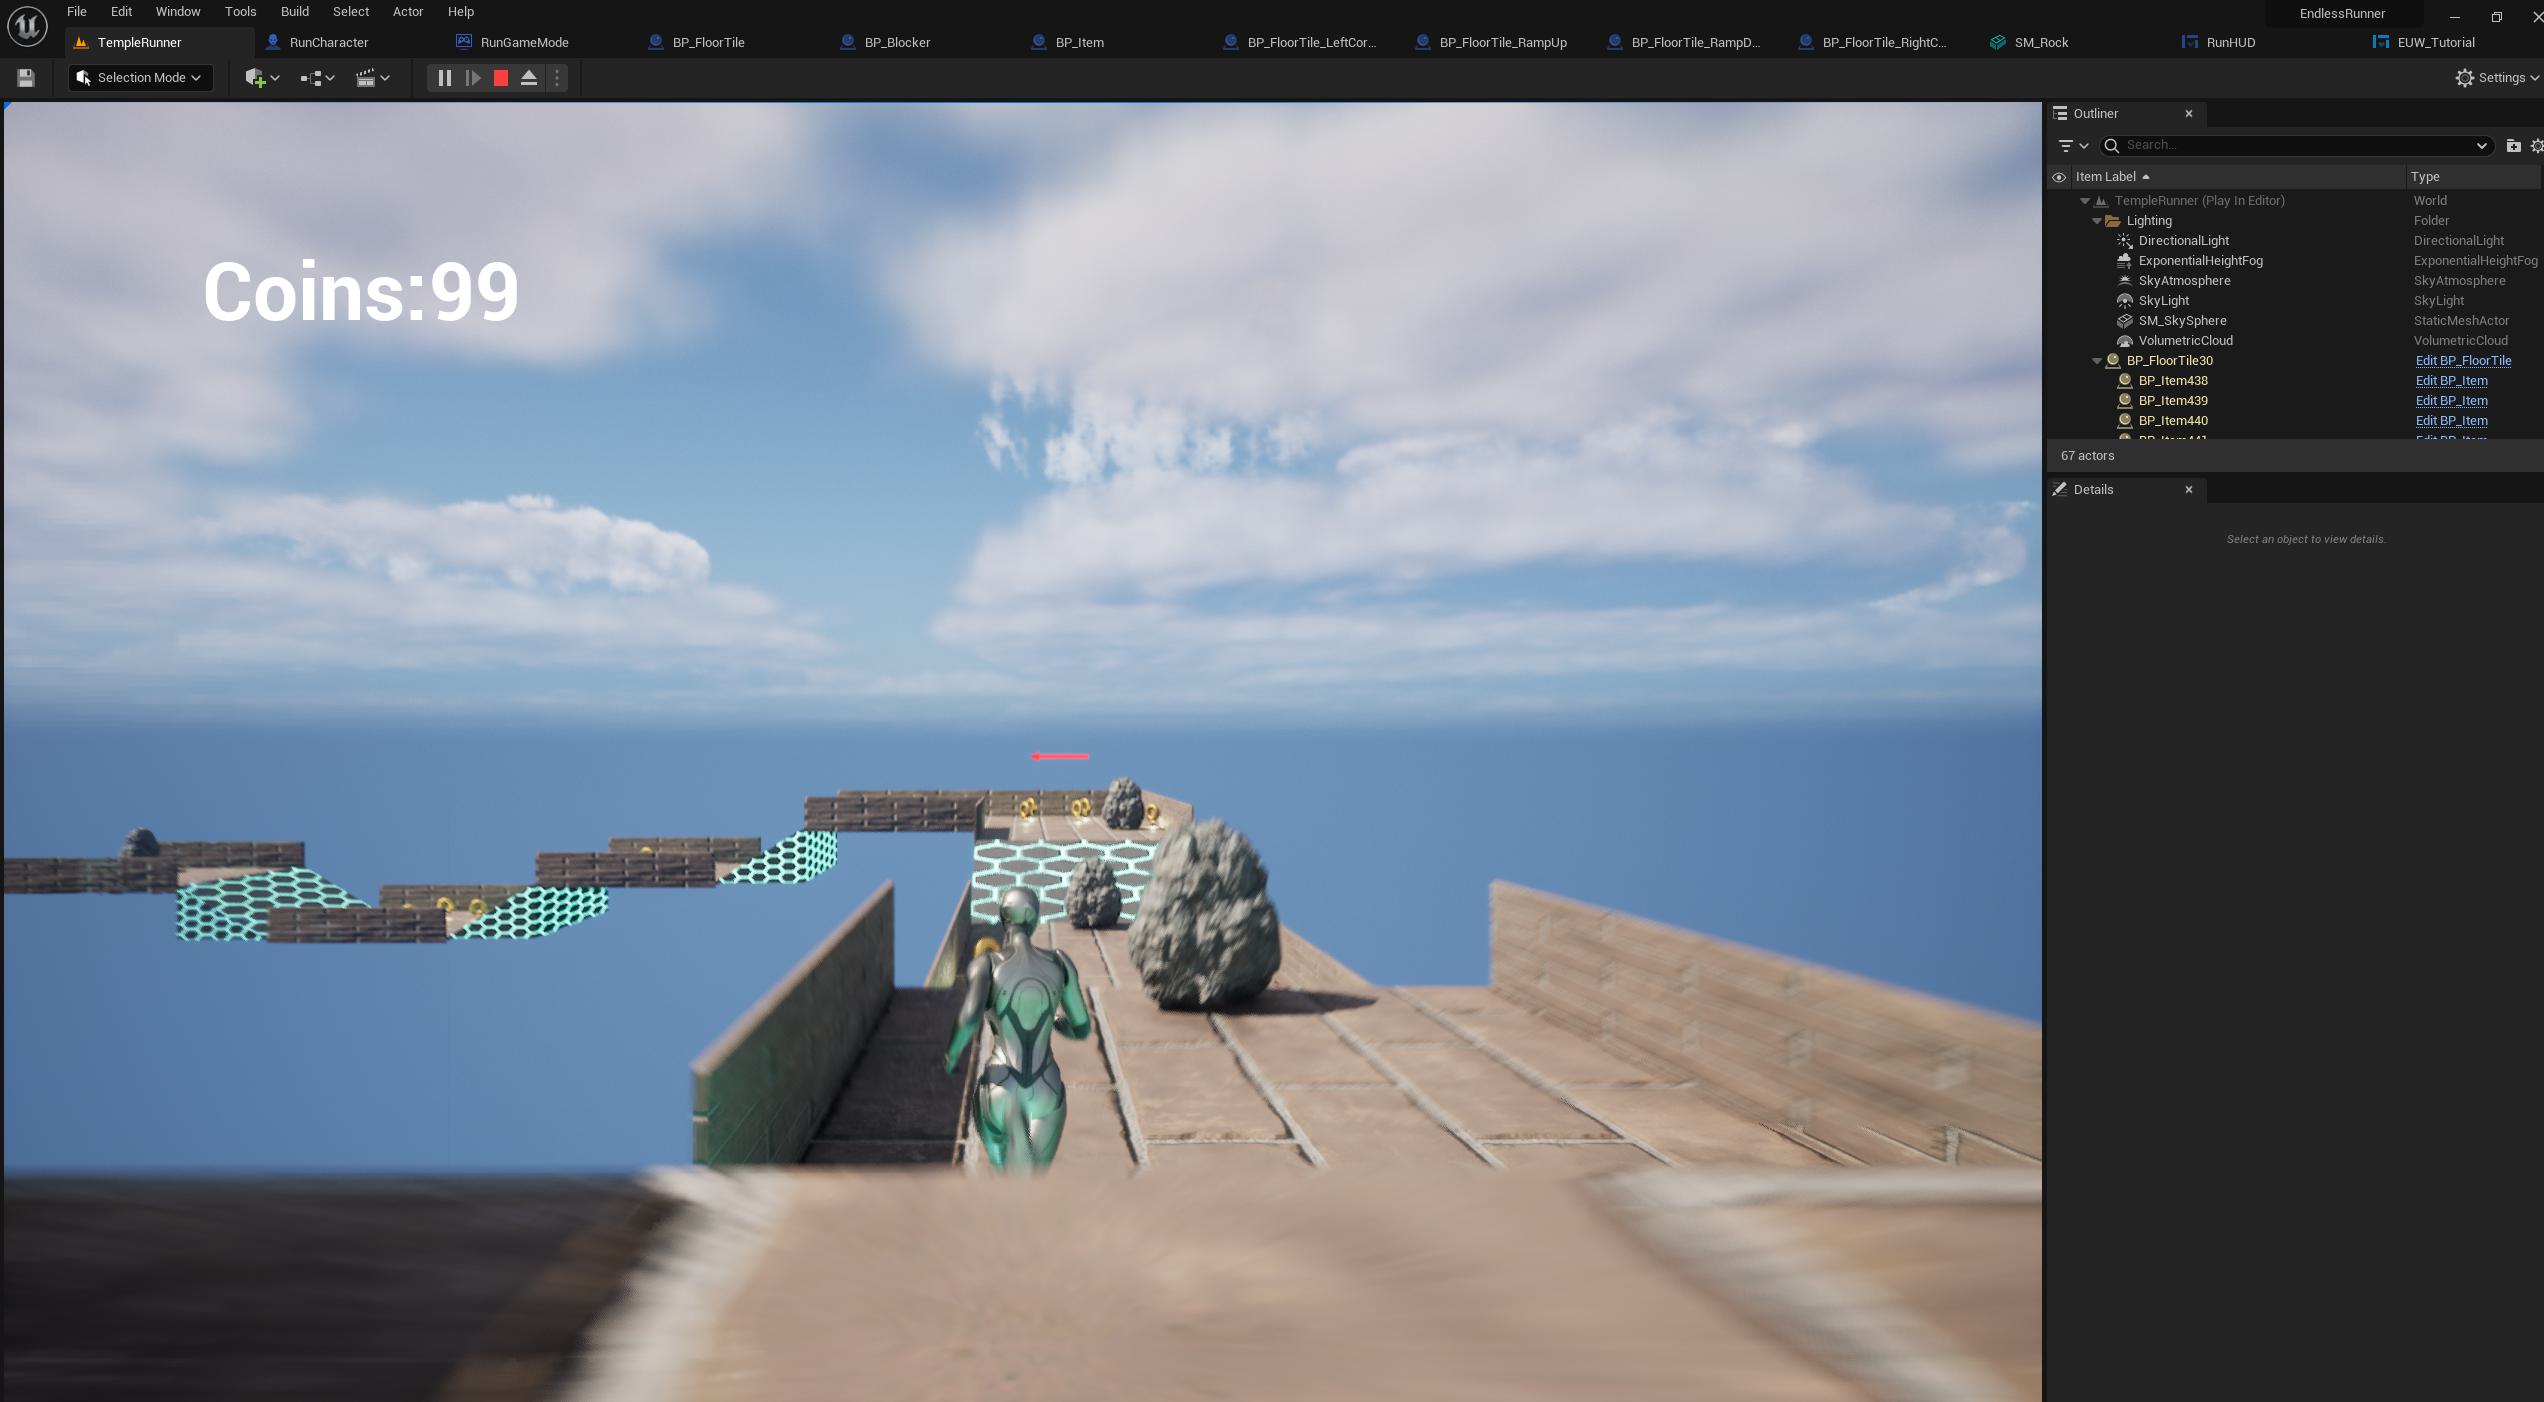 File Edit Window Tools Build Select Actor Help
EndlessRunner
TempleRunner RunCharacter RunGameMode BP_FloorTile BP_Blocker BP_Item BP_FloorTile_LeftCor... BP_FloorTile_RampUp BP_FloorTile_RampD... BP_FloorTile_RightC... SM_Rock RunHUD EUW_Tutorial
Selection Mode
Settings
Outliner
Search...
Item Label Type
TempleRunner (Play In Editor) World
Lighting Folder
DirectionalLight DirectionalLight
ExponentialHeightFog ExponentialHeightFog
SkyAtmosphere SkyAtmosphere
SkyLight SkyLight
SM_SkySphere StaticMeshActor
VolumetricCloud VolumetricCloud
BP_FloorTile30 Edit BP_FloorTile
BP_Item438 Edit BP_Item
BP_Item439 Edit BP_Item
BP_Item440 Edit BP_Item
67 actors
Details
Select an object to view details.
Coins:99